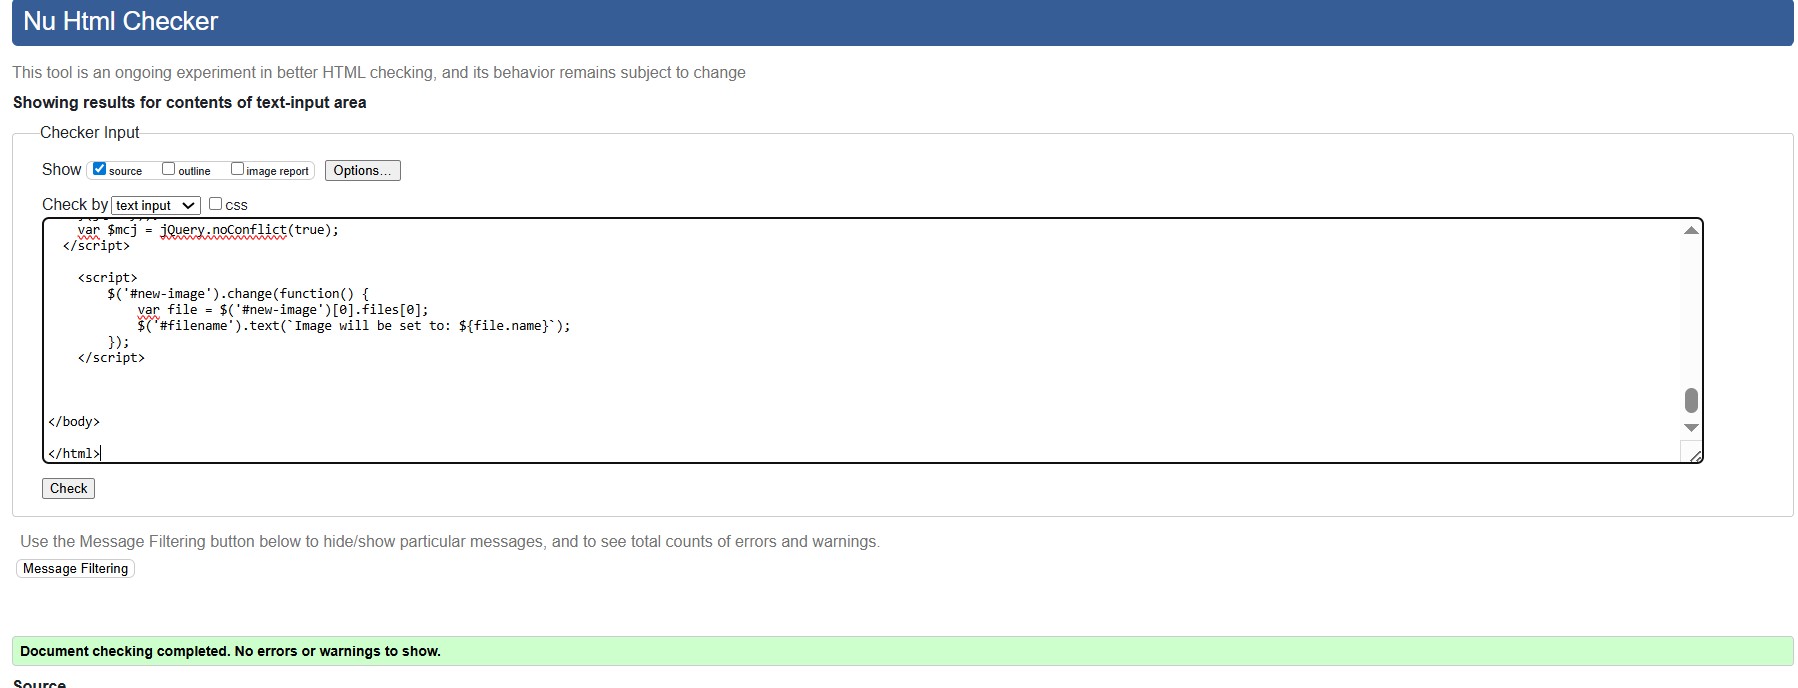 Nu Html Checker
This tool is an ongoing experiment in better HTML checking, and its behavior remains subject to change
Showing results for contents of text-input area
Checker Input
Show source outline image report Options...
Check by text input css
var $mcj = jQuery.noConflict(true);
</script>
<script>
$('#new-image').change(function() {
var file = $('#new-image')[0].files[0];
$('#filename').text(`Image will be set to: ${file.name}`);
});
</script>
</body>
</html>
Check
Use the Message Filtering button below to hide/show particular messages, and to see total counts of errors and warnings.
Message Filtering
Document checking completed. No errors or warnings to show.
Source